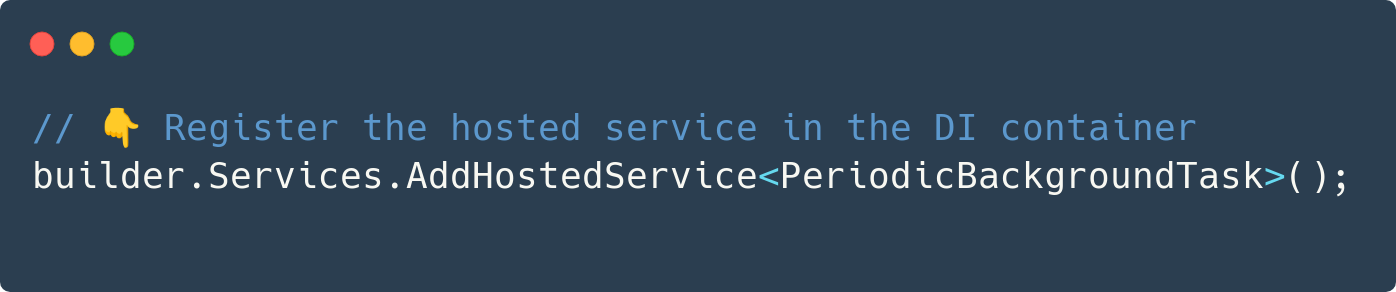 // 👇 Register the hosted service in the DI container
builder.Services.AddHostedService<PeriodicBackgroundTask>();